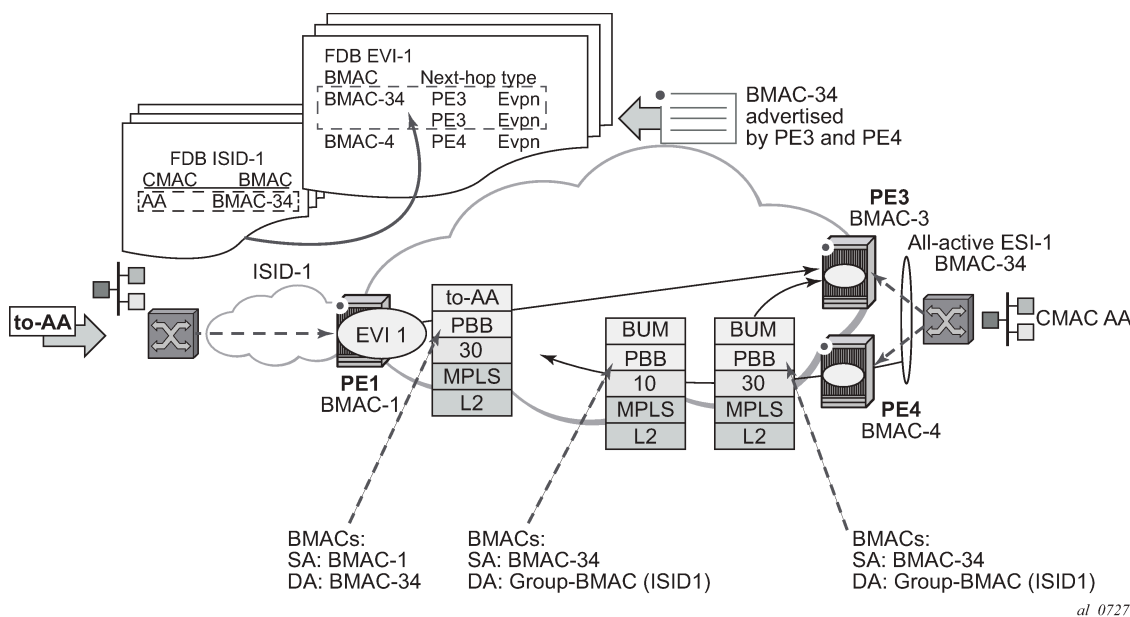 FDB EVI-1
BMAC Next-hop type
BMAC-34 PE3 Evpn
PE3 Evpn
BMAC-4 PE4 Evpn
BMAC-34
advertised
by PE3 and PE4
FDB ISID-1
CMAC BMAC
AA BMAC-34
PE3
BMAC-3
All-active ESI-1
BMAC-34
ISID-1
to-AA
EVI 1
PE1
BMAC-1
to-AA
PBB
30
MPLS
L2
BUM
PBB
10
MPLS
L2
BUM
PBB
30
MPLS
L2
CMAC AA
PE4
BMAC-4
BMACs:
SA: BMAC-1
DA: BMAC-34
BMACs:
SA: BMAC-34
DA: Group-BMAC (ISID1)
BMACs:
SA: BMAC-34
DA: Group-BMAC (ISID1)
al_0727